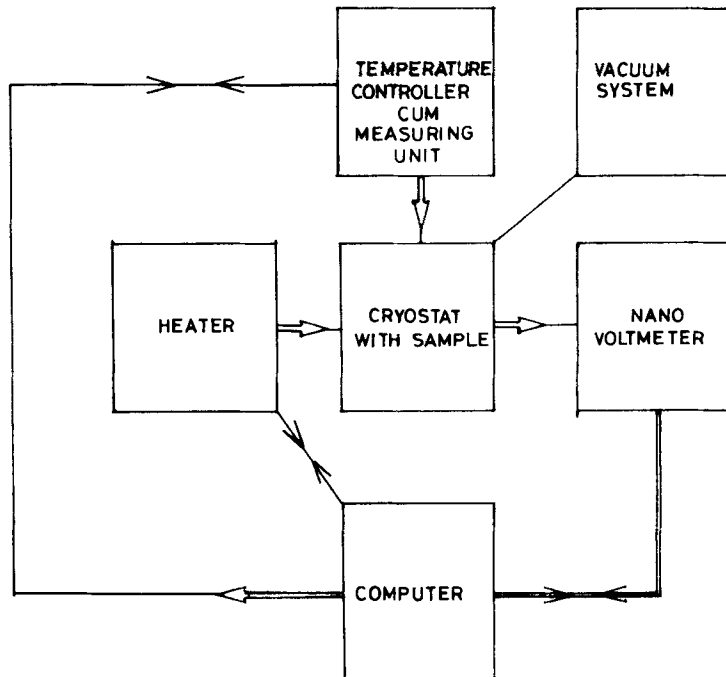 TEMPERATURE
CONTROLLER
CUM
MEASURING
UNIT
VACUUM
SYSTEM
HEATER
CRYOSTAT
WITH SAMPLE
NANO
VOLTMETER
COMPUTER